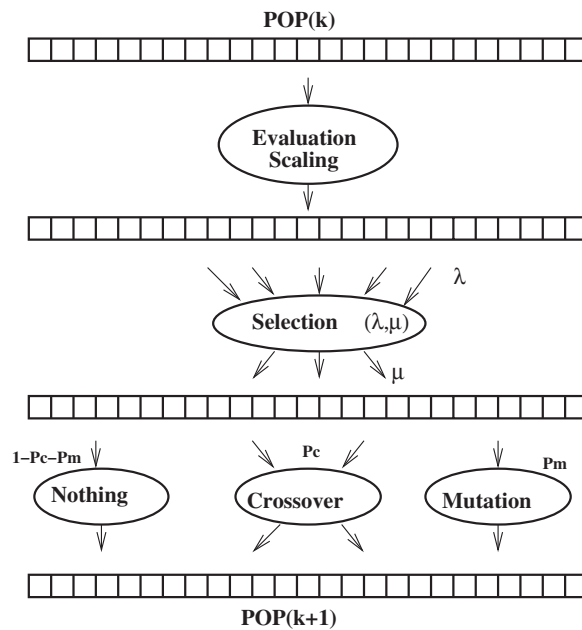 POP(k)
Evaluation
Scaling
λ
Selection (λ,μ)
μ
1−Pc−Pm
Pc
Pm
Nothing
Crossover
Mutation
POP(k+1)